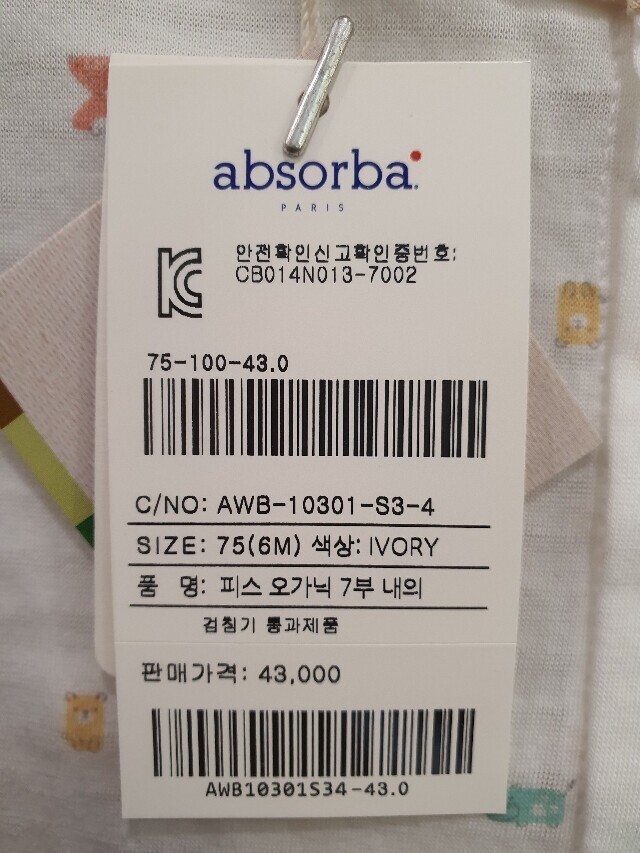 absorba.
PARIS
안전확인신고확인증번호:
CB014N013-7002
75-100-43.0
C/NO: AWB-10301-S3-4
SIZE: 75(6M) 색상: IVORY
품 명: 피스 오가닉 7부 내의
검침기 통과제품
판매가격: 43,000
AWB10301S34-43.0